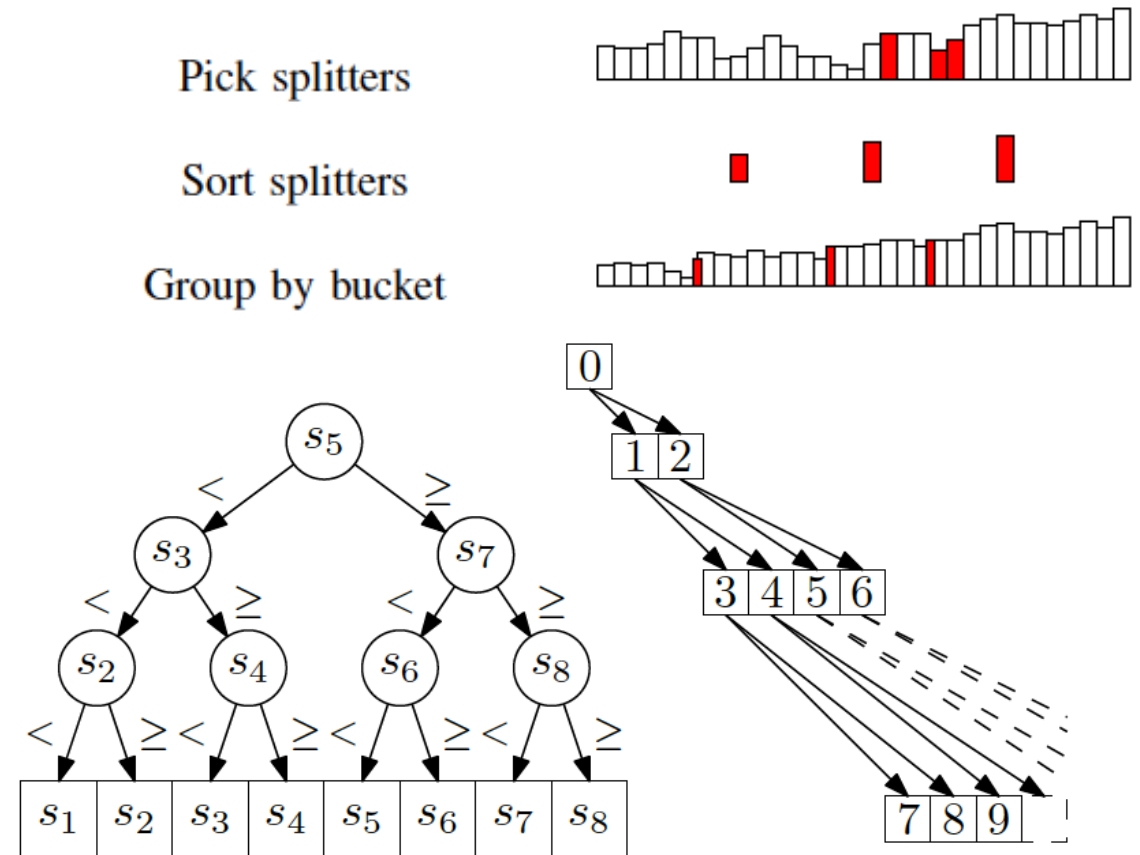 Pick splitters
Sort splitters
Group by bucket
0
1 2
3 4 5 6
7 8 9
s₅
< ≥
s₃ s₇
< ≥ < ≥
s₂ s₄ s₆ s₈
< ≥ < ≥ < ≥ < ≥
s₁ s₂ s₃ s₄ s₅ s₆ s₇ s₈